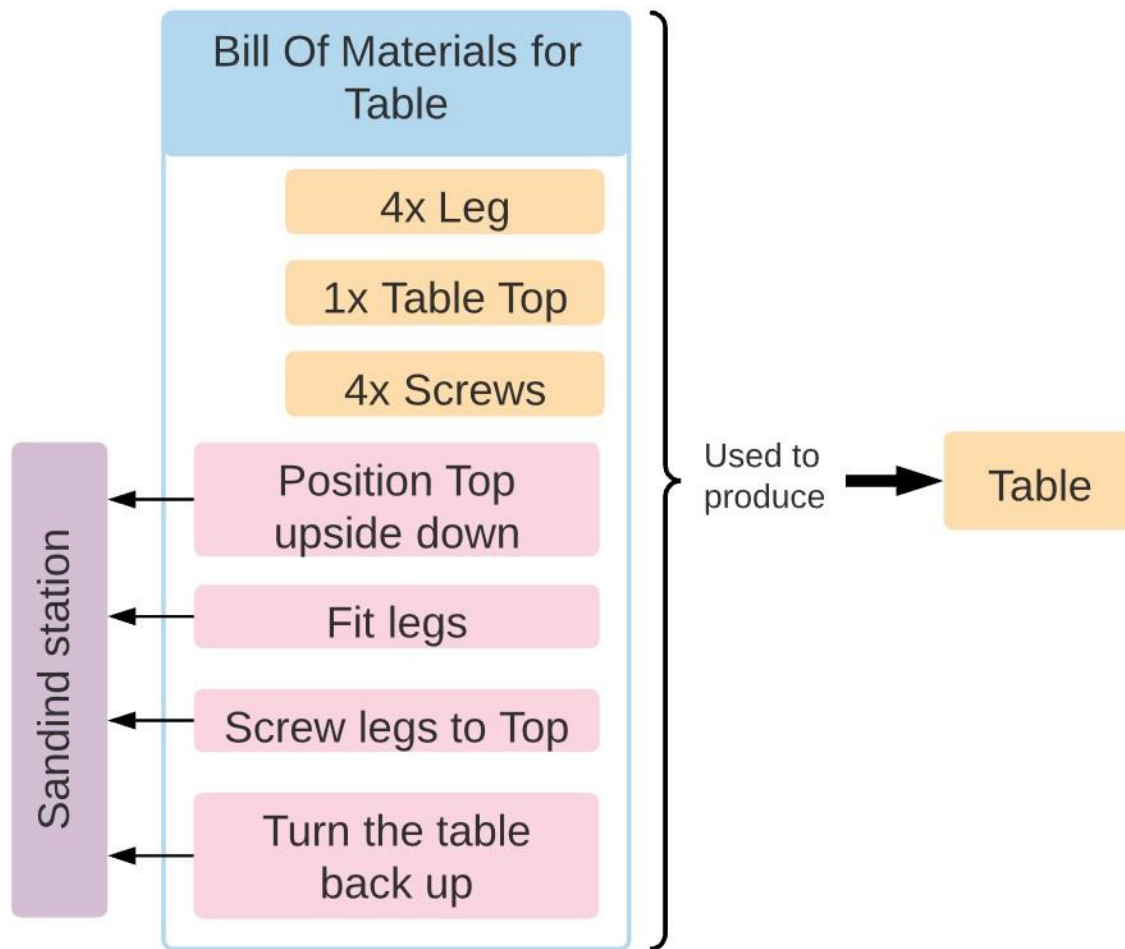 Bill Of Materials for
Table
4x Leg
1x Table Top
4x Screws
Position Top
upside down
Fit legs
Screw legs to Top
Turn the table
back up
Sandind station
Used to
produce
Table